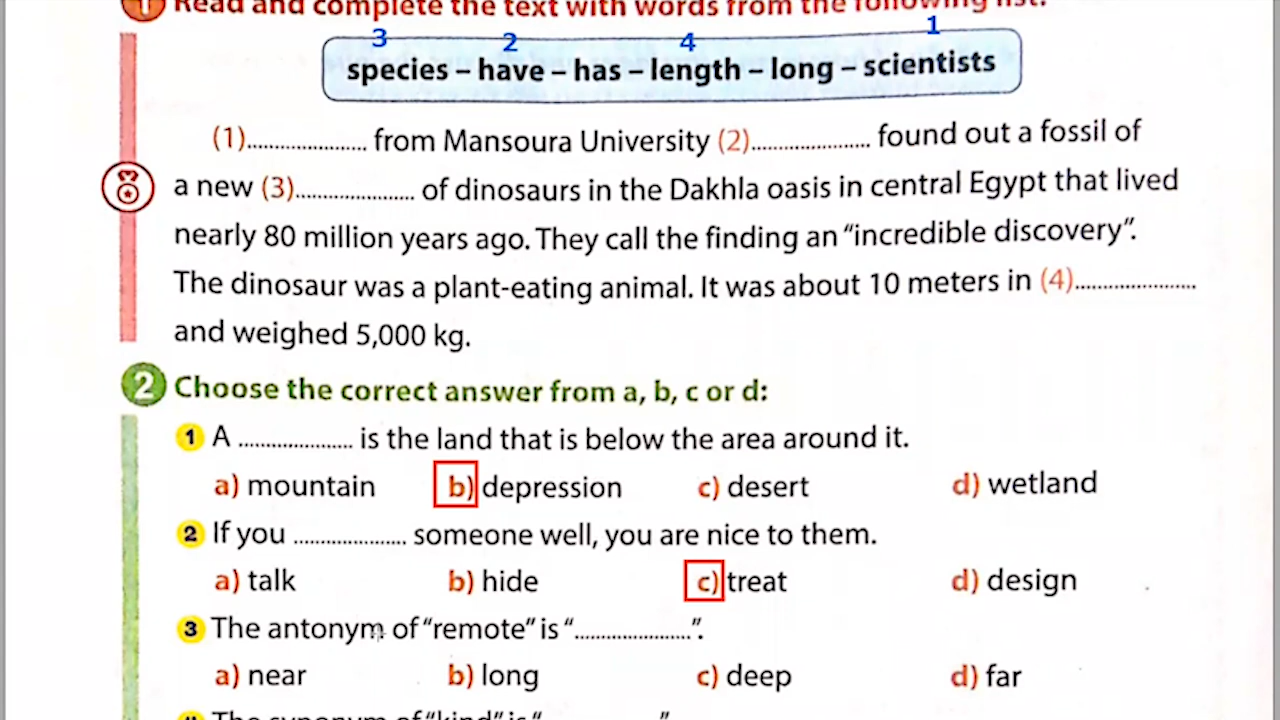 1 Read and complete the text with words from the following list:
3 2 4 1
species – have – has – length – long – scientists
(1)..................... from Mansoura University (2)..................... found out a fossil of
a new (3)..................... of dinosaurs in the Dakhla oasis in central Egypt that lived
nearly 80 million years ago. They call the finding an “incredible discovery”.
The dinosaur was a plant-eating animal. It was about 10 meters in (4).....................
and weighed 5,000 kg.
2 Choose the correct answer from a, b, c or d:
1 A .................... is the land that is below the area around it.
a) mountain b) depression c) desert d) wetland
2 If you .................... someone well, you are nice to them.
a) talk b) hide c) treat d) design
3 The antonym of “remote” is “.....................”.
a) near b) long c) deep d) far
The synonym of “kind” is “ ”